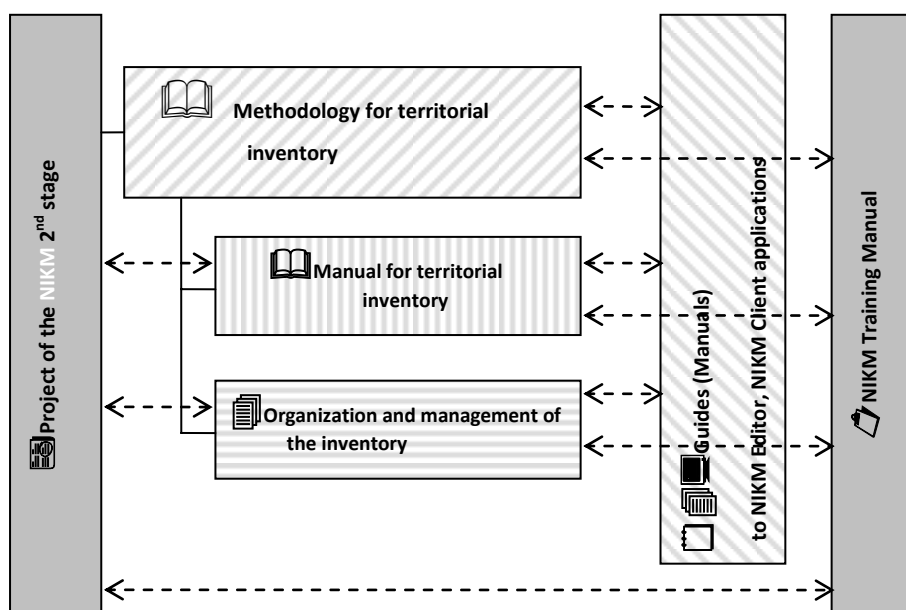 Project of the NIKM 2nd stage
Methodology for territorial
inventory
Manual for territorial
inventory
Organization and management of
the inventory
Guides (Manuals)
to NIKM Editor, NIKM Client applications
NIKM Training Manual